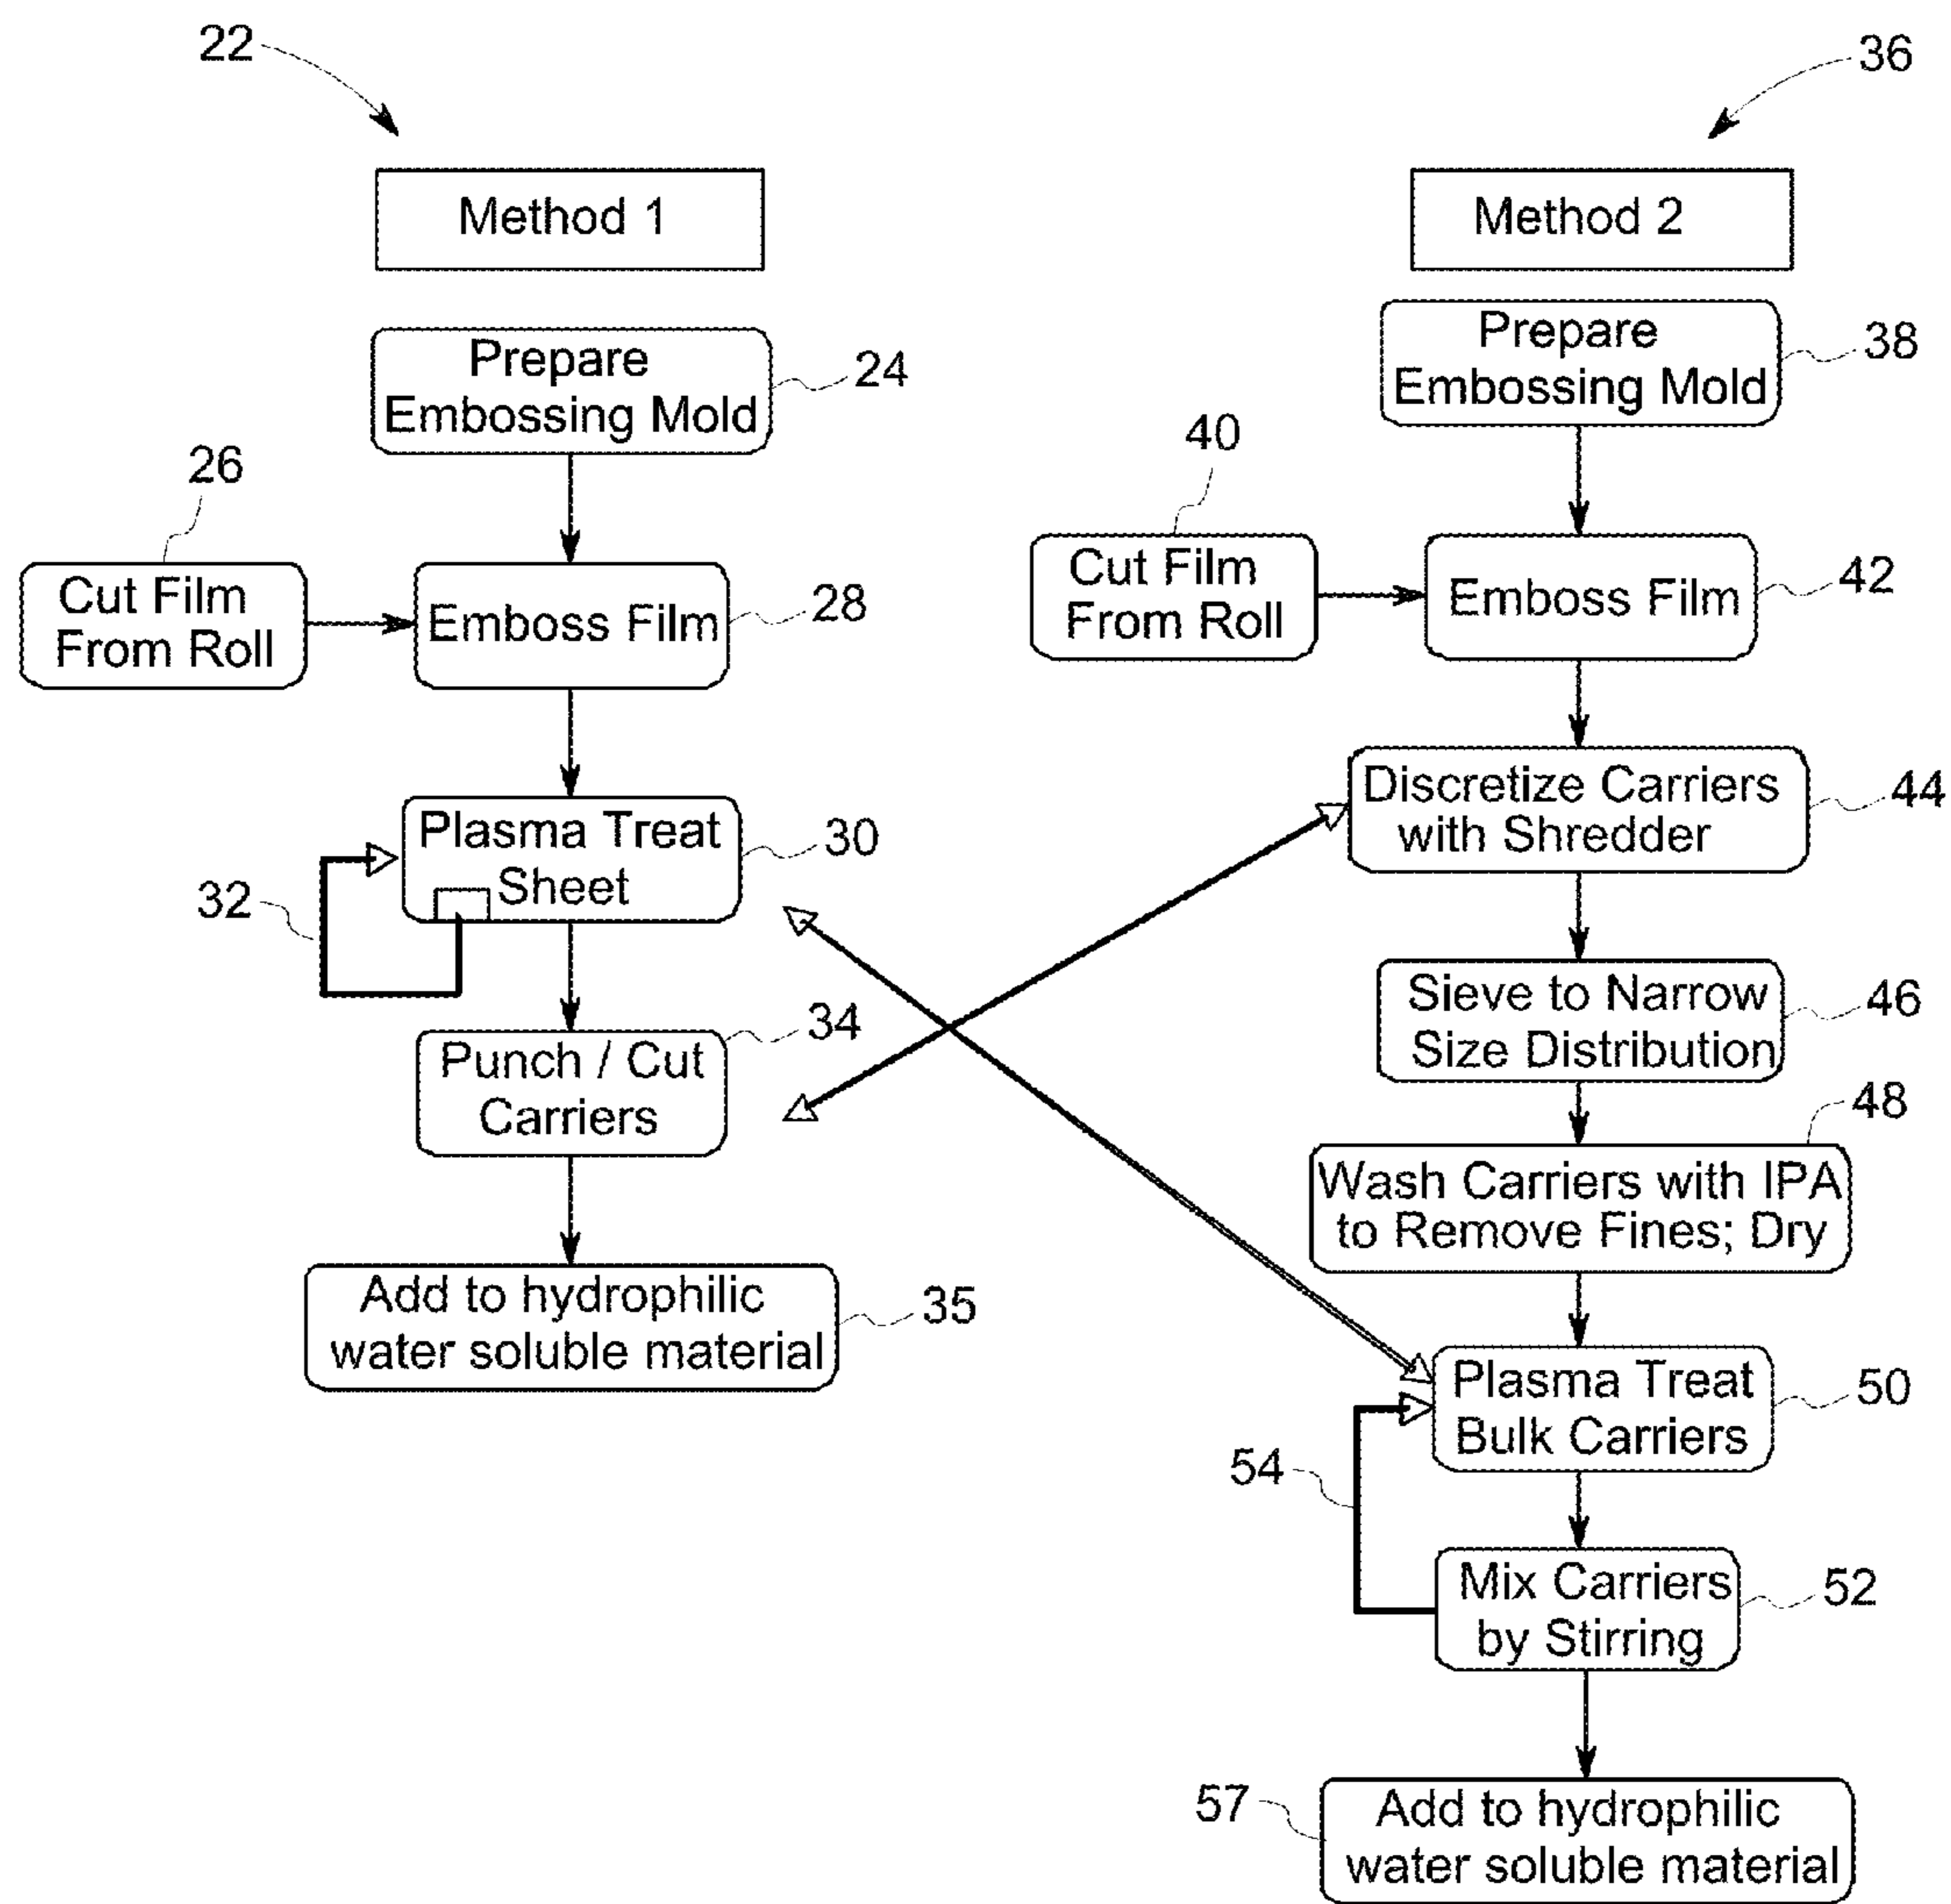 22
Method 1
Prepare
Embossing Mold
24
26
Cut Film
From Roll
Emboss Film
28
Plasma Treat
Sheet
30
32
34
Punch / Cut
Carriers
Add to hydrophilic
water soluble material
35
36
Method 2
Prepare
Embossing Mold
38
40
Cut Film
From Roll
Emboss Film
42
Discretize Carriers
with Shredder
44
Sieve to Narrow
Size Distribution
46
48
Wash Carriers with IPA
to Remove Fines; Dry
Plasma Treat
Bulk Carriers
50
54
Mix Carriers
by Stirring
52
57
Add to hydrophilic
water soluble material